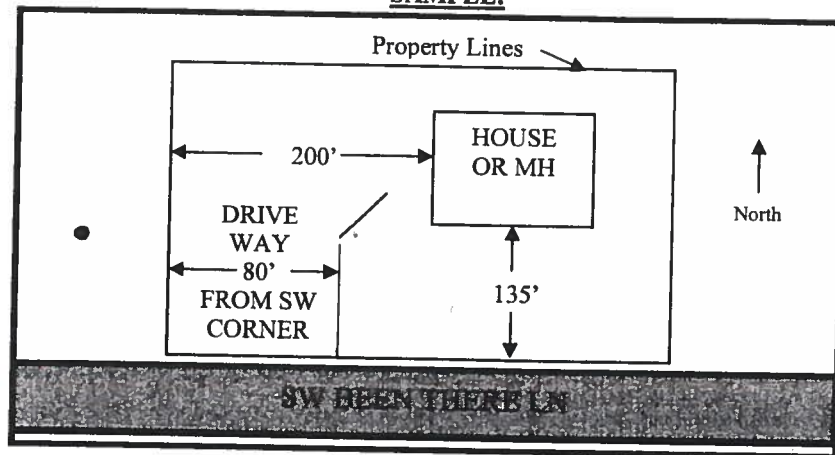 SAMPLE:
Property Lines
200'
HOUSE
OR MH
North
DRIVE
WAY
80'
FROM SW
CORNER
135'
SW BEEN THERE LN